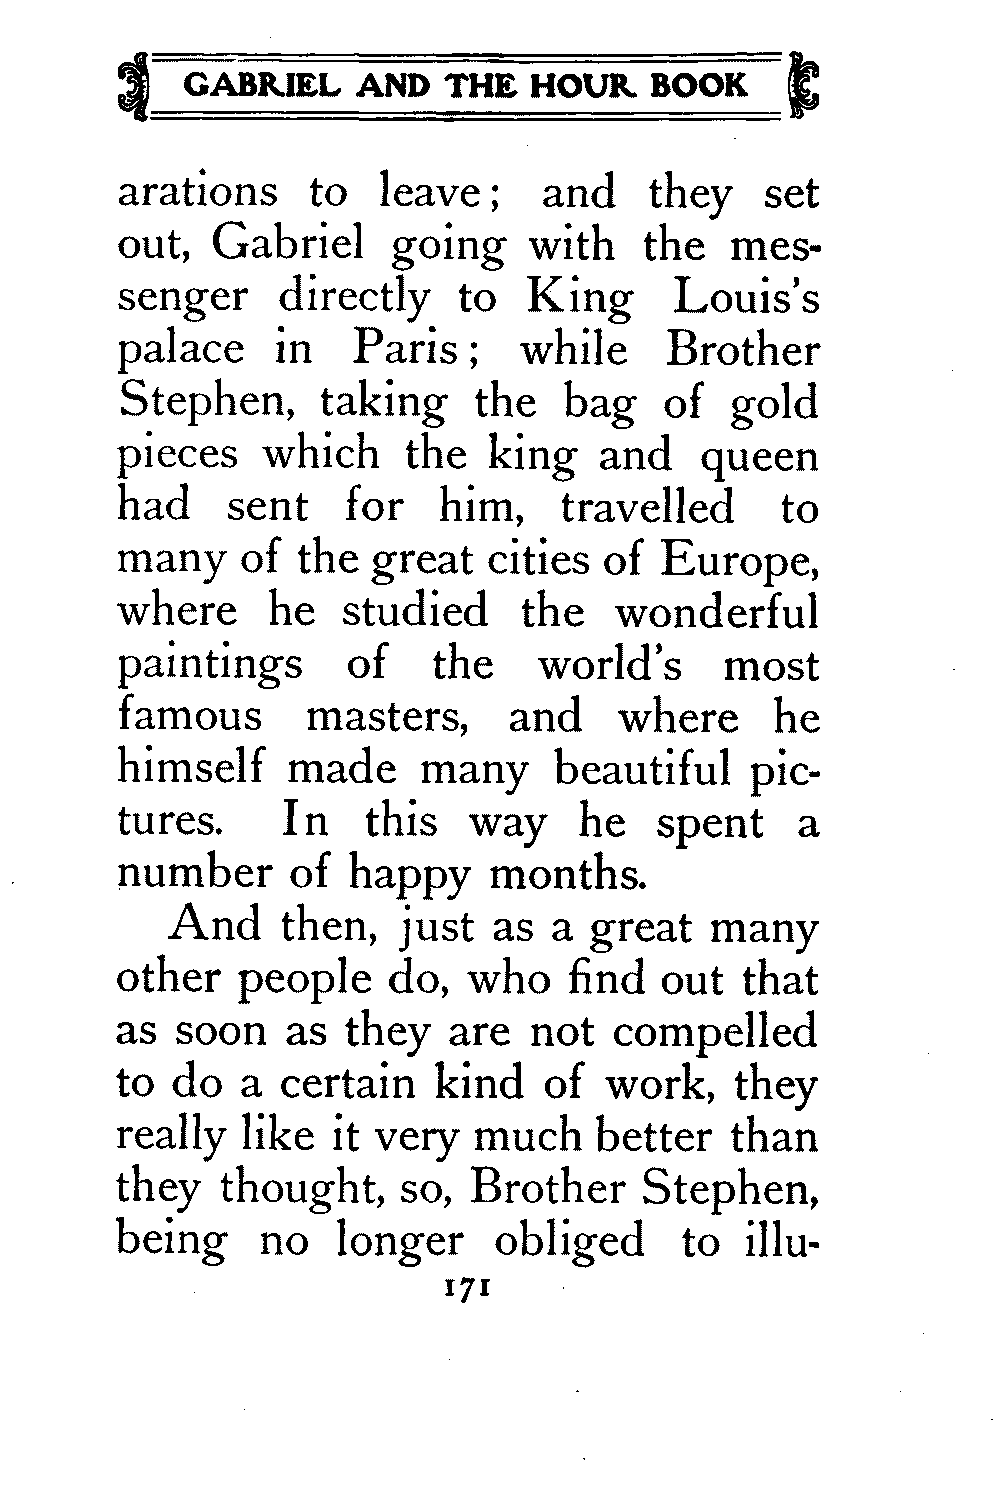 GABRIEL AND THE HOUR BOOK
arations to leave; and they set
out, Gabriel going with the mes-
senger directly to King Louis's
palace in Paris; while Brother
Stephen, taking the bag of gold
pieces which the king and queen
had sent for him, travelled to
many of the great cities of Europe,
where he studied the wonderful
paintings of the world's most
famous masters, and where he
himself made many beautiful pic-
tures. In this way he spent a
number of happy months.
And then, just as a great many
other people do, who find out that
as soon as they are not compelled
to do a certain kind of work, they
really like it very much better than
they thought, so, Brother Stephen,
being no longer obliged to illu-
171